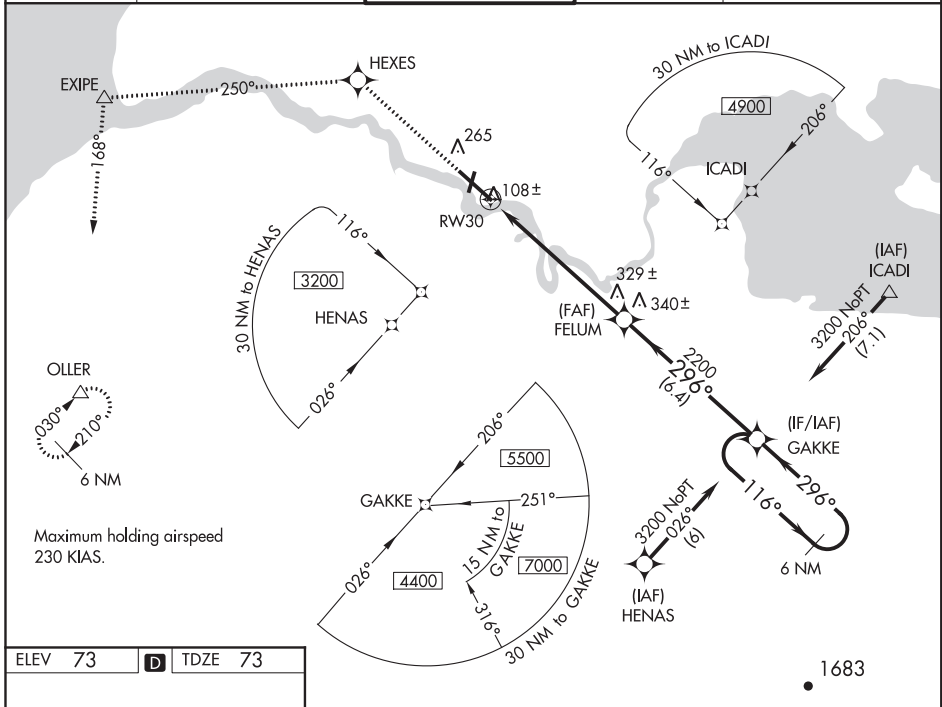 HEXES
EXIPE
250°
168°
265
108±
RW30
30 NM to ICADI
4900
206°
116°
ICADI
(IAF)
ICADI
3200 NoPT
206°
(7.1)
30 NM to HENAS
116°
3200
HENAS
026°
329±
340±
(FAF)
FELUM
2200
296°
(6.4)
(IF/IAF)
GAKKE
116°
296°
6 NM
3200 NoPT
026°
(6)
(IAF)
HENAS
OLLER
030°
210°
6 NM
Maximum holding airspeed
230 KIAS.
206°
5500
GAKKE
251°
15 NM to
GAKKE
026°
4400
7000
316°
30 NM to GAKKE
ELEV 73 D TDZE 73
1683